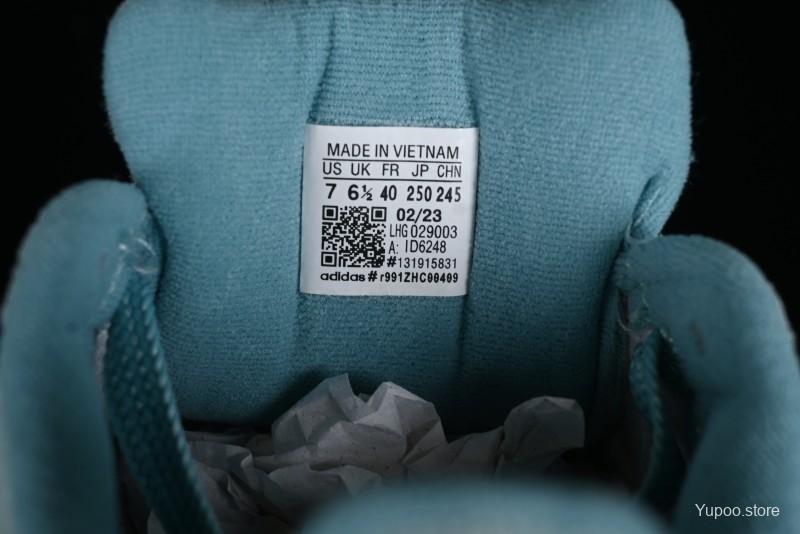 MADE IN VIETNAM
US UK FR JP CHN
7 6½ 40 250 245
02/23
LHG 029003
A: ID6248
#131915831
adidas # r991ZHC00409
Yupoo.store